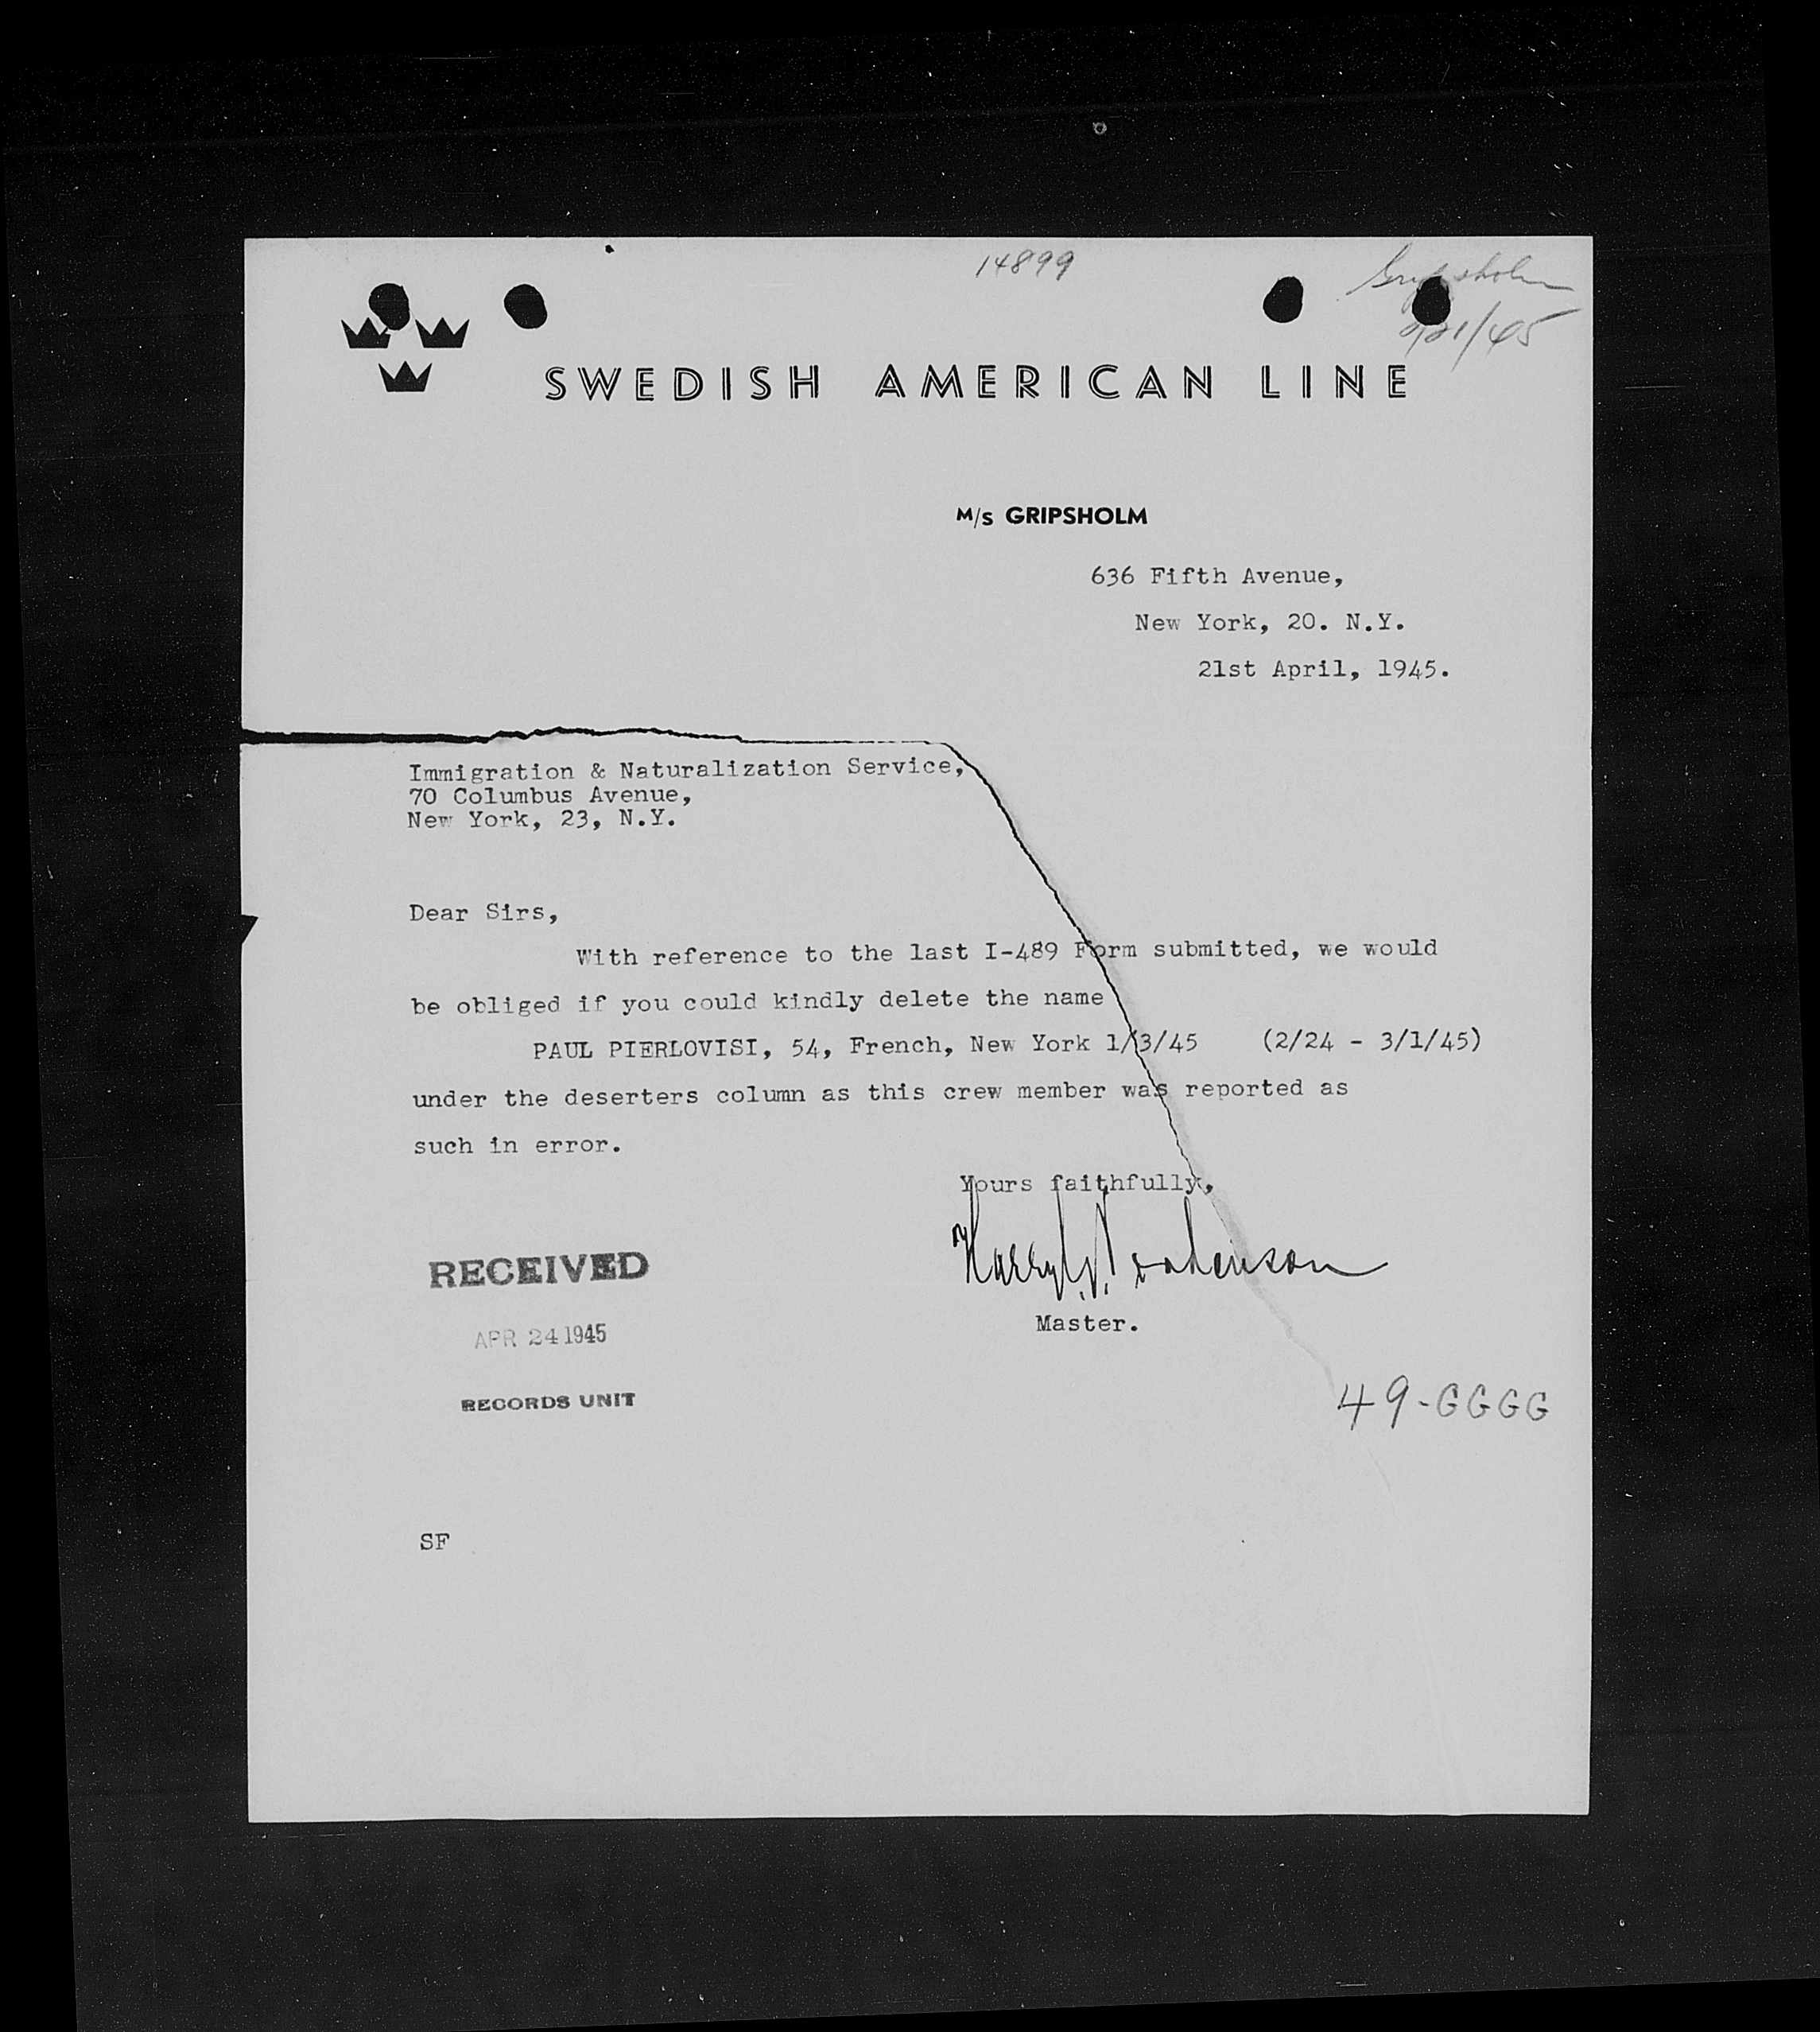 14899
Gripsholm
SWEDISH AMERICAN LINE
M/S GRIPSHOLM
636 Fifth Avenue,
New York, 20. N.Y.
21st April, 1945.
Immigration & Naturalization Service,
70 Columbus Avenue,
New York, 23, N.Y.
Dear Sirs,
With reference to the last I-489 Form submitted, we would
be obliged if you could kindly delete the name
PAUL PIERLOVISI, 54, French, New York 1/3/45 (2/24 - 3/1/45)
under the deserters column as this crew member was reported as
such in error.
Yours faithfully,
Master.
RECEIVED
APR 24 1945
RECORDS UNIT
49-GGGG
SF